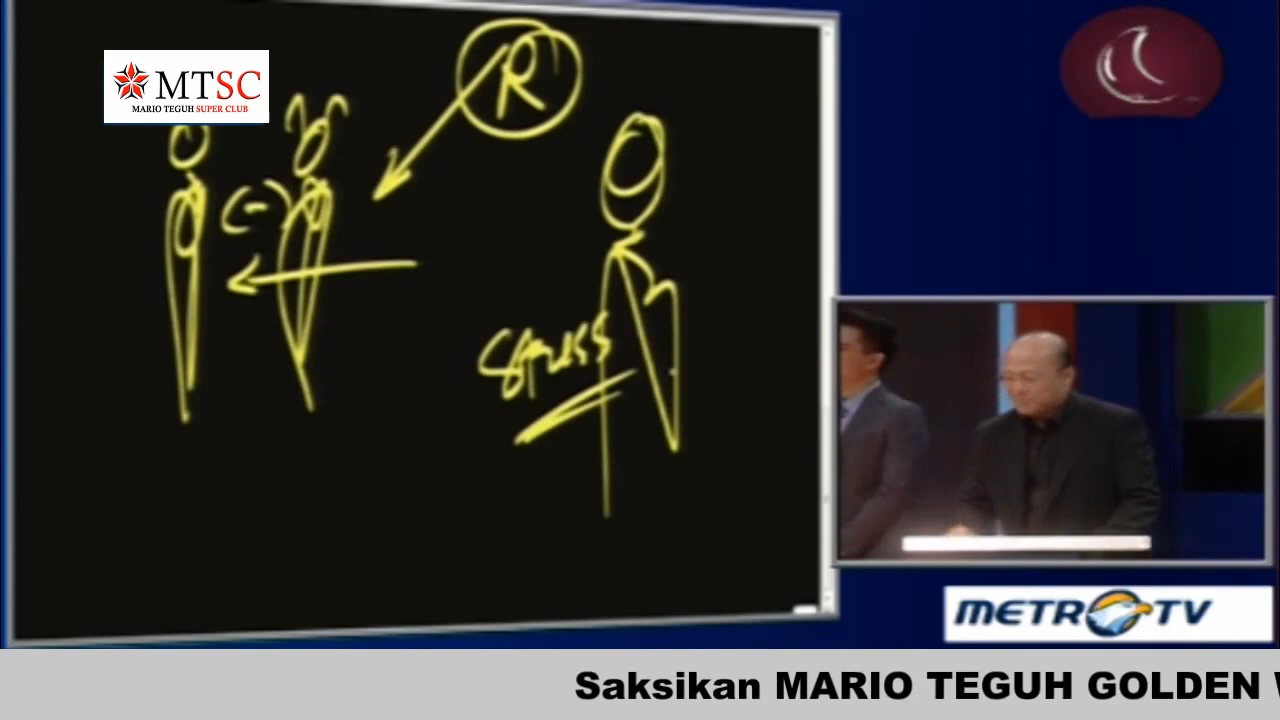 MTSC
MARIO TEGUH SUPER CLUB
R
(-)
Stress
METRO TV
Saksikan MARIO TEGUH GOLDEN